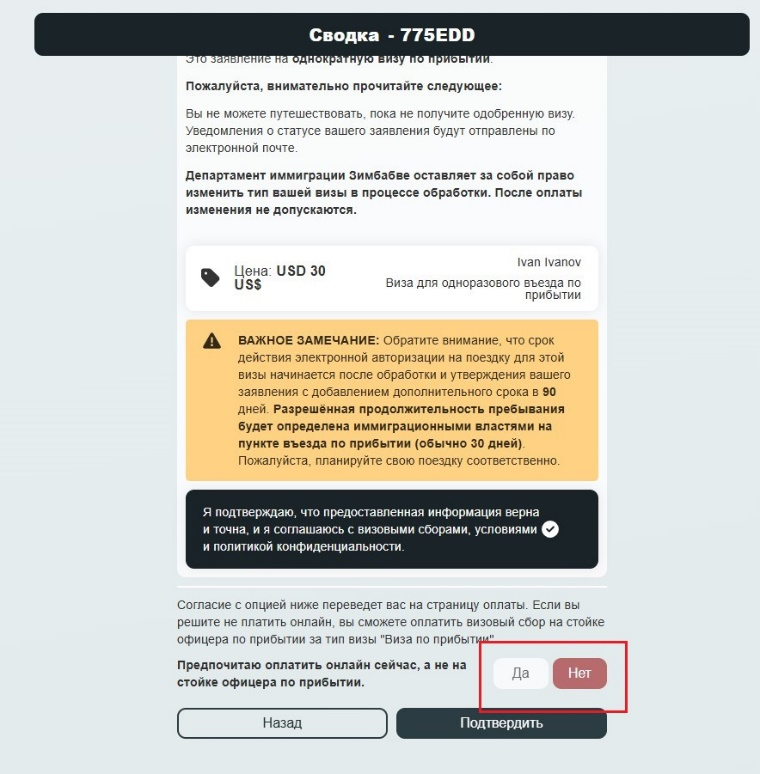 Сводка - 775EDD
Это заявление на однократную визу по прибытии.
Пожалуйста, внимательно прочитайте следующее:
Вы не можете путешествовать, пока не получите одобренную визу.
Уведомления о статусе вашего заявления будут отправлены по
электронной почте.
Департамент иммиграции Зимбабве оставляет за собой право
изменить тип вашей визы в процессе обработки. После оплаты
изменения не допускаются.
Цена: USD 30
US$
Ivan Ivanov
Виза для одноразового въезда по
прибытии
ВАЖНОЕ ЗАМЕЧАНИЕ: Обратите внимание, что срок
действия электронной авторизации на поездку для этой
визы начинается после обработки и утверждения вашего
заявления с добавлением дополнительного срока в 90
дней. Разрешённая продолжительность пребывания
будет определена иммиграционными властями на
пункте въезда по прибытии (обычно 30 дней).
Пожалуйста, планируйте свою поездку соответственно.
Я подтверждаю, что предоставленная информация верна
и точна, и я соглашаюсь с визовыми сборами, условиями
и политикой конфиденциальности.
Согласие с опцией ниже переведет вас на страницу оплаты. Если вы
решите не платить онлайн, вы сможете оплатить визовый сбор на стойке
офицера по прибытии за тип визы "Виза по прибытии"
Предпочитаю оплатить онлайн сейчас, а не на
стойке офицера по прибытии.
Да
Нет
Назад
Подтвердить